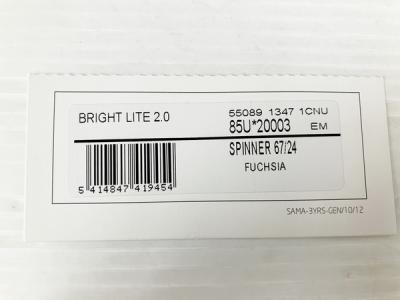 BRIGHT LITE 2.0
55089 1347 1CNU
85U*20003 EM
SPINNER 67/24
FUCHSIA
5 414847 419454
SAMA-3YRS-GEN/10/12